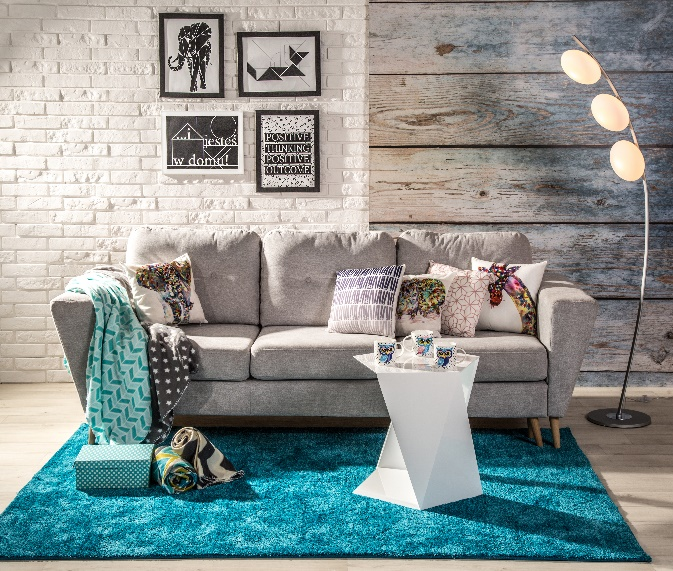 jesteś
w domu!
POSITIVE
THINKING
POSITIVE
OUTCOME